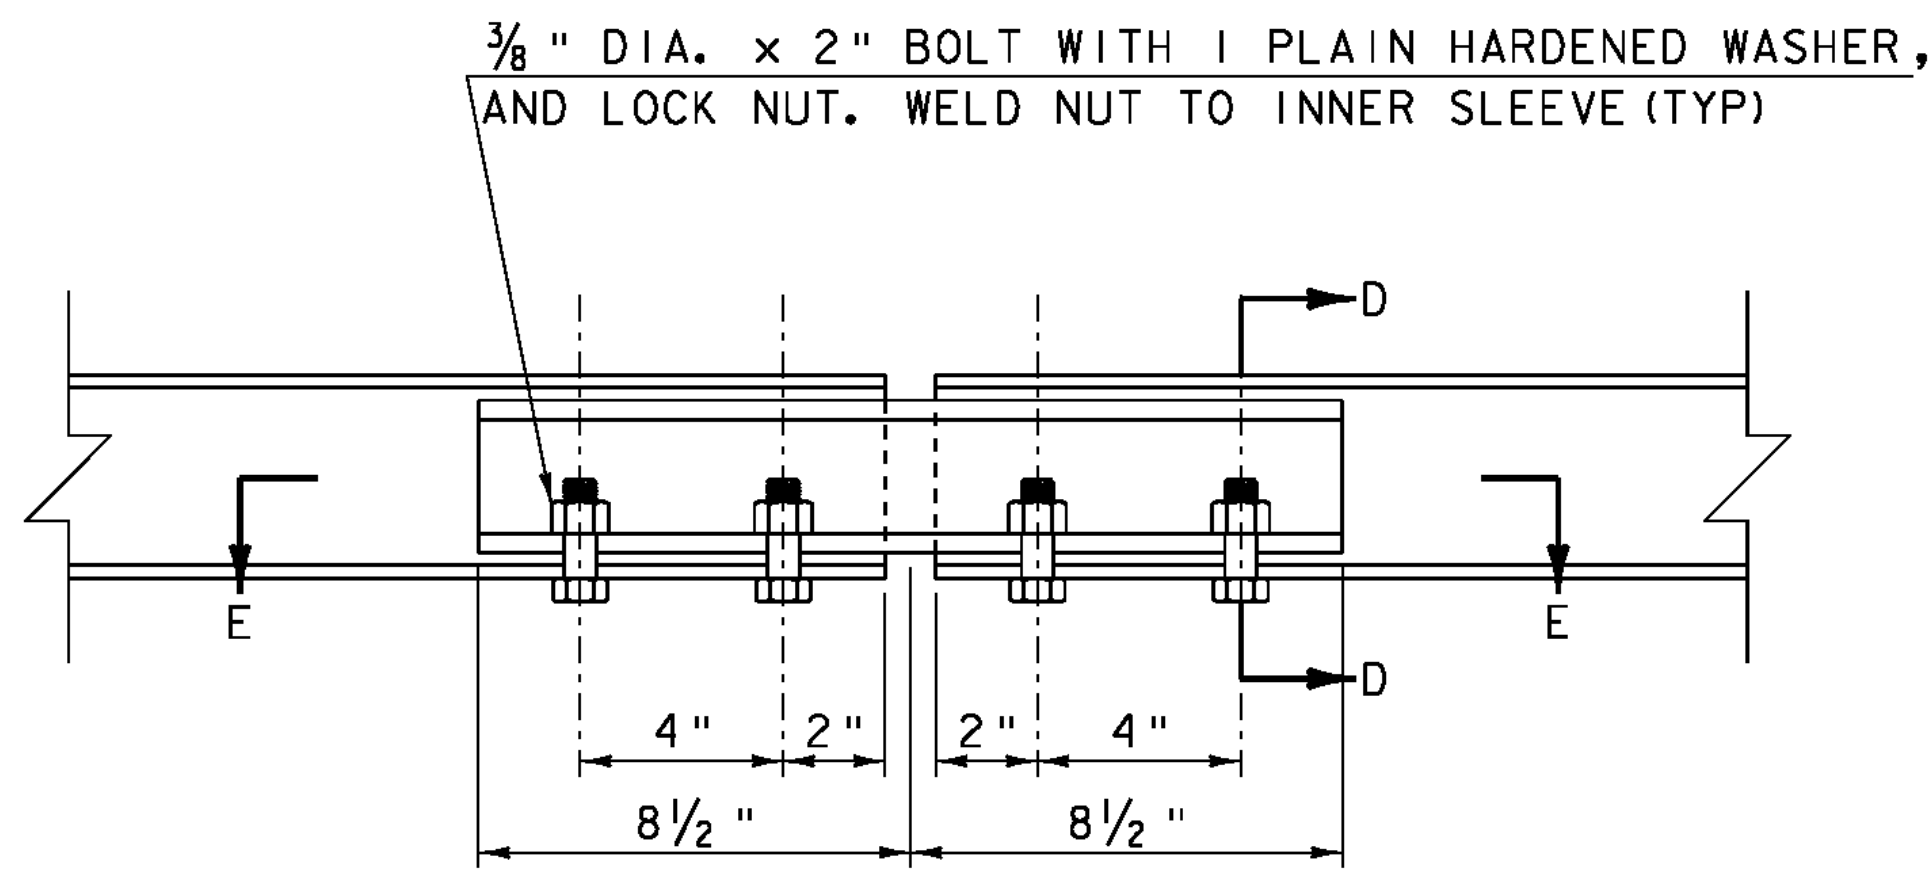 3/8" DIA. x 2" BOLT WITH 1 PLAIN HARDENED WASHER,
AND LOCK NUT. WELD NUT TO INNER SLEEVE (TYP)
D
E
E
D
4" 2" 2" 4"
8 1/2" 8 1/2"